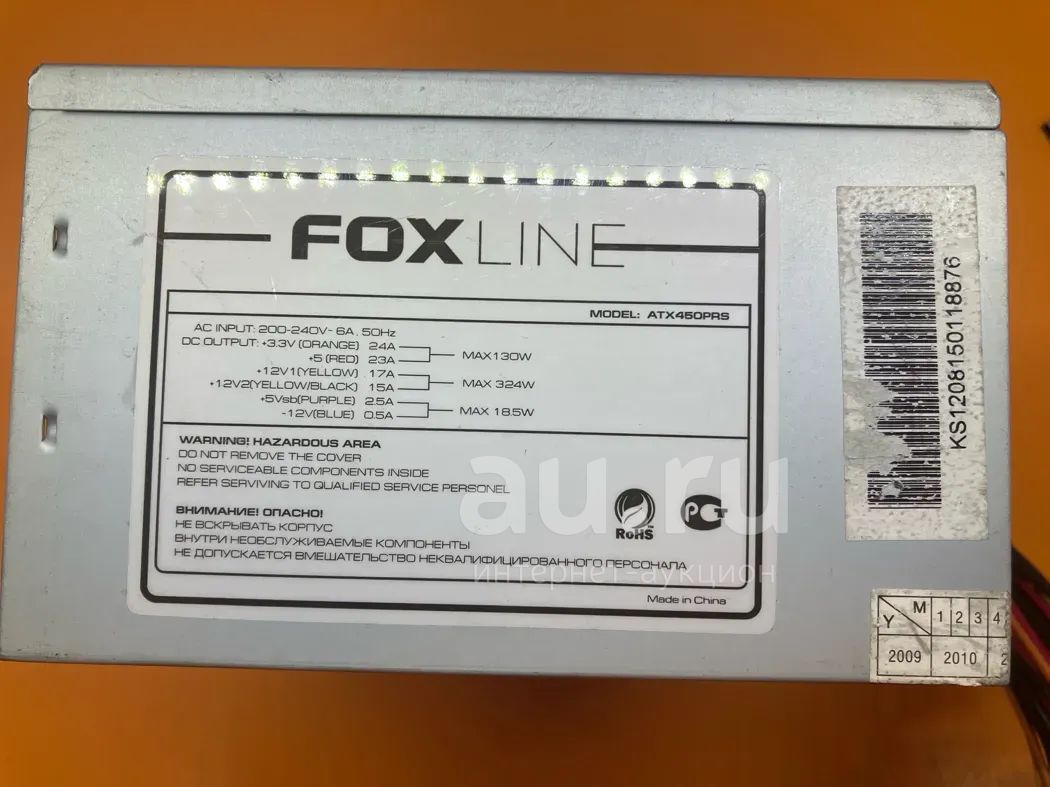 FOXLINE
MODEL: ATX450PRS
AC INPUT: 200-240V~ 6A, 50Hz
DC OUTPUT: +3.3V (ORANGE) 24A
+5 (RED) 23A
MAX130W
+12V1(YELLOW) 17A
+12V2(YELLOW/BLACK) 15A
MAX 324W
+5Vsb(PURPLE) 2.5A
-12V(BLUE) 0.5A
MAX 18.5W
WARNING! HAZARDOUS AREA
DO NOT REMOVE THE COVER
NO SERVICEABLE COMPONENTS INSIDE
REFER SERVIVING TO QUALIFIED SERVICE PERSONEL
ВНИМАНИЕ! ОПАСНО!
НЕ ВСКРЫВАТЬ КОРПУС
ВНУТРИ НЕОБСЛУЖИВАЕМЫЕ КОМПОНЕНТЫ
НЕ ДОПУСКАЕТСЯ ВМЕШАТЕЛЬСТВО НЕКВАЛИФИЦИРОВАННОГО ПЕРСОНАЛА
RoHS
РСТ
Made in China
KS1208150118876
Y M 1 2 3 4
2009 2010 2
au.ru
интернет-аукцион